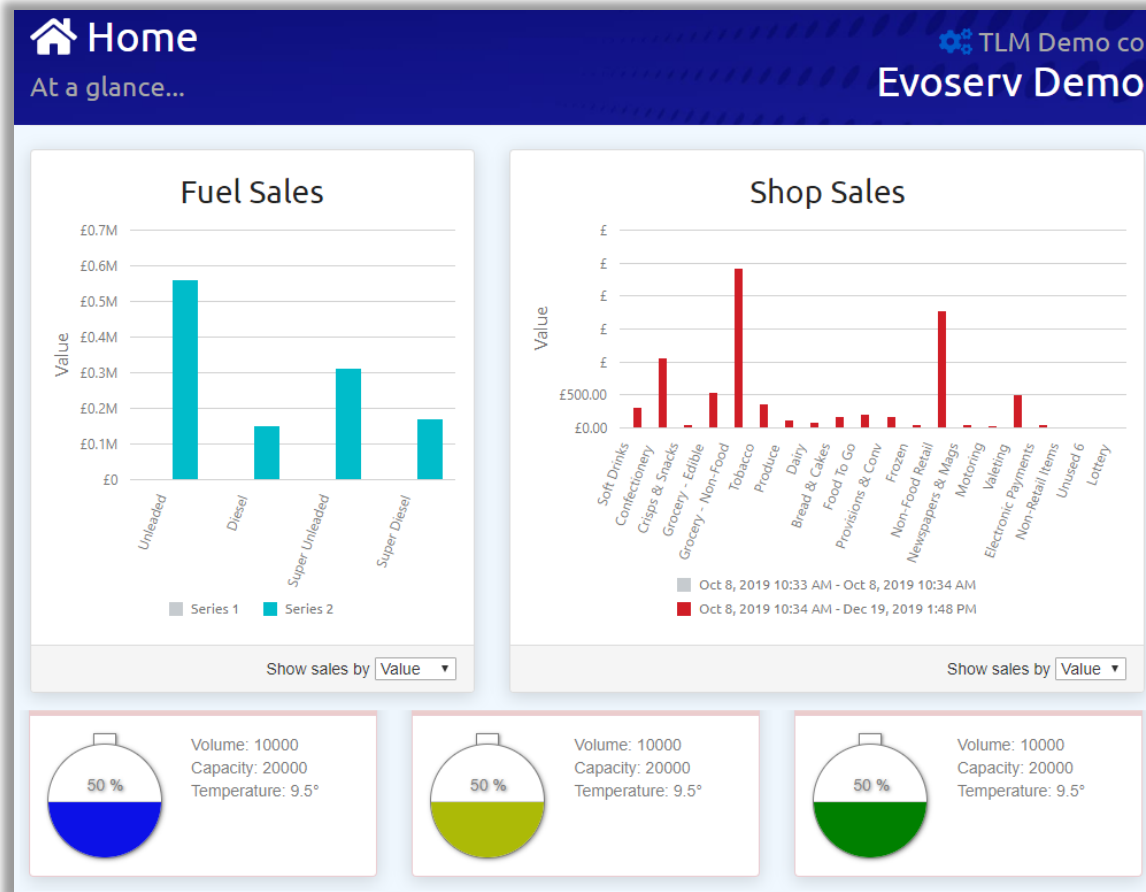 Home
At a glance...
TLM Demo co
Evoserv Demo
Fuel Sales
£0.7M
£0.6M
£0.5M
£0.4M
£0.3M
£0.2M
£0.1M
£0
Value
Unleaded
Diesel
Super Unleaded
Super Diesel
Series 1
Series 2
Show sales by Value
Shop Sales
£
£
£
£
£
£500.00
£0.00
Value
Soft Drinks
Confectionery
Crisps & Snacks
Grocery - Edible
Grocery - Non-Food
Tobacco
Produce
Dairy
Bread & Cakes
Food To Go
Provisions & Conv
Frozen
Non-Food Retail
Newspapers & Mags
Motoring
Valeting
Electronic Payments
Non-Retail Items
Unused 6
Lottery
Oct 8, 2019 10:33 AM - Oct 8, 2019 10:34 AM
Oct 8, 2019 10:34 AM - Dec 19, 2019 1:48 PM
Show sales by Value
50 %
Volume: 10000
Capacity: 20000
Temperature: 9.5°
50 %
Volume: 10000
Capacity: 20000
Temperature: 9.5°
50 %
Volume: 10000
Capacity: 20000
Temperature: 9.5°